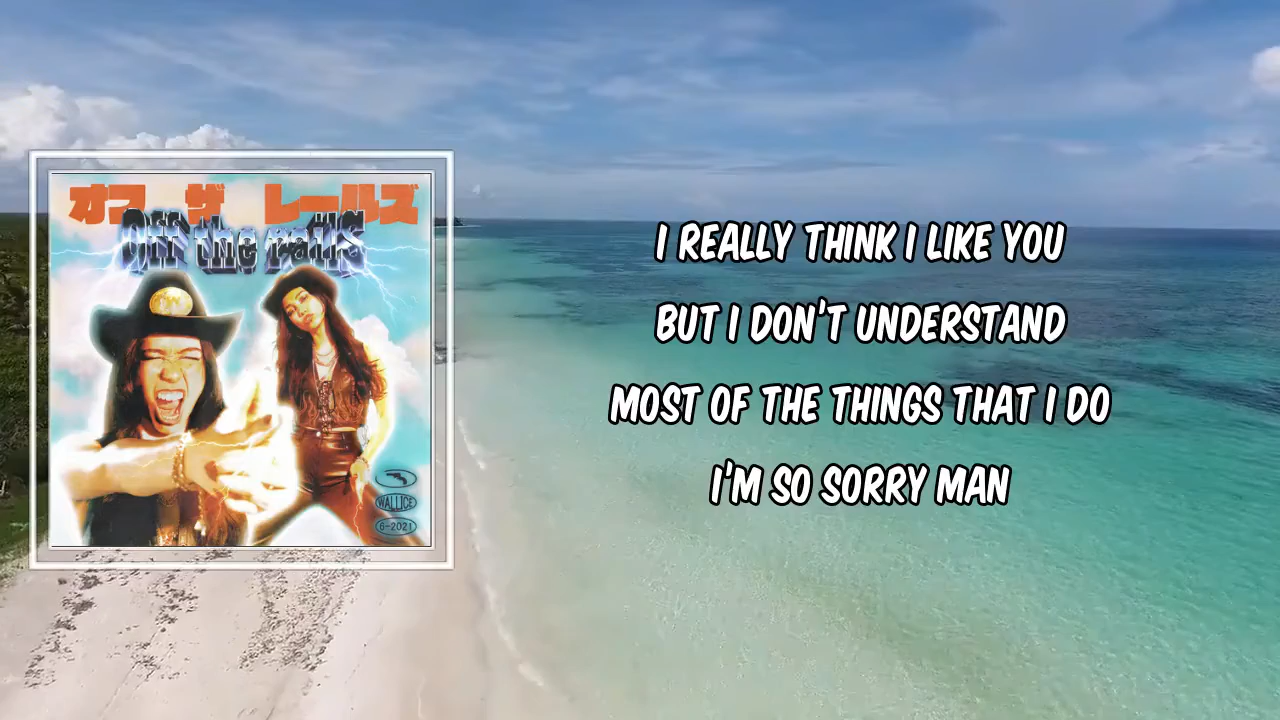 オフ ザ レールズ
Off the rails
WALLICE
6-2021
I REALLY THINK I LIKE YOU
BUT I DON'T UNDERSTAND
MOST OF THE THINGS THAT I DO
I'M SO SORRY MAN